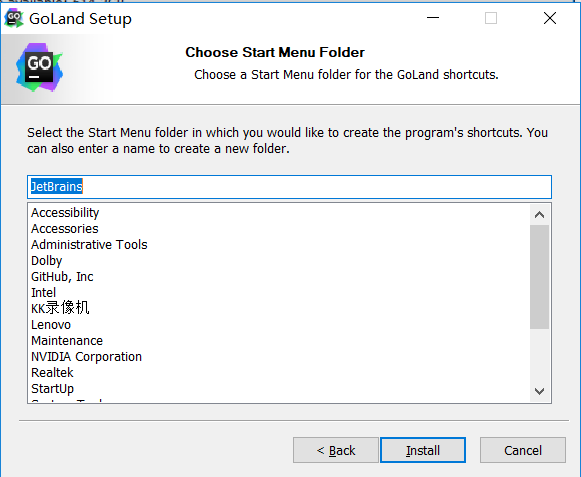 GoLand Setup
GO
Choose Start Menu Folder
Choose a Start Menu folder for the GoLand shortcuts.
GO
Select the Start Menu folder in which you would like to create the program's shortcuts. You
can also enter a name to create a new folder.
JetBrains
Accessibility
Accessories
Administrative Tools
Dolby
GitHub, Inc
Intel
KK录像机
Lenovo
Maintenance
NVIDIA Corporation
Realtek
StartUp
< Back
Install
Cancel